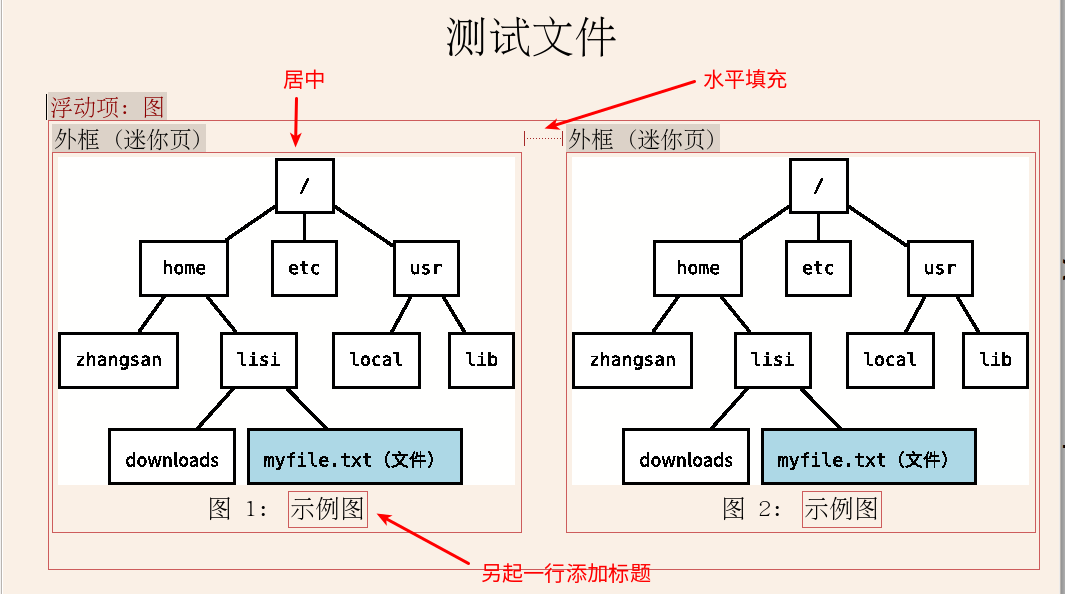 测试文件
居中
水平填充
浮动项：图
外框（迷你页）
外框（迷你页）
/
/
home etc usr
home etc usr
zhangsan lisi local lib
zhangsan lisi local lib
downloads myfile.txt（文件）
downloads myfile.txt（文件）
图 1: 示例图
图 2: 示例图
另起一行添加标题